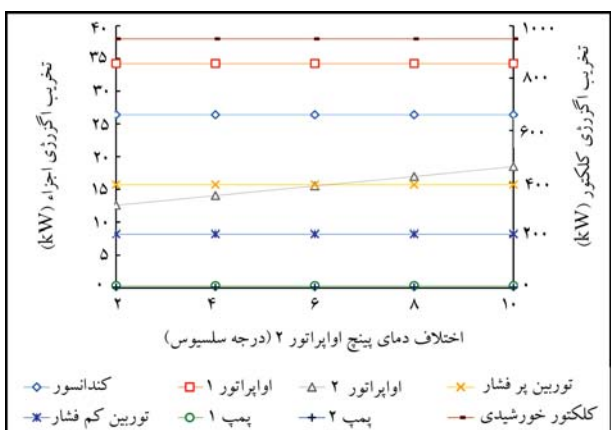 تخریب اگزرژی اجزاء (kW)
۴۰
۳۵
۳۰
۲۵
۲۰
۱۵
۱۰
۵
۰
تخریب اگزرژی کلکتور (kW)
۱۰۰۰
۸۰۰
۶۰۰
۴۰۰
۲۰۰
۰
۲ ۴ ۶ ۸ ۱۰
اختلاف دمای پینچ اواپراتور ۲ (درجه سلسیوس)
کندانسور اواپراتور ۱ اواپراتور ۲ توربین پر فشار
توربین کم فشار پمپ ۱ پمپ ۲ کلکتور خورشیدی